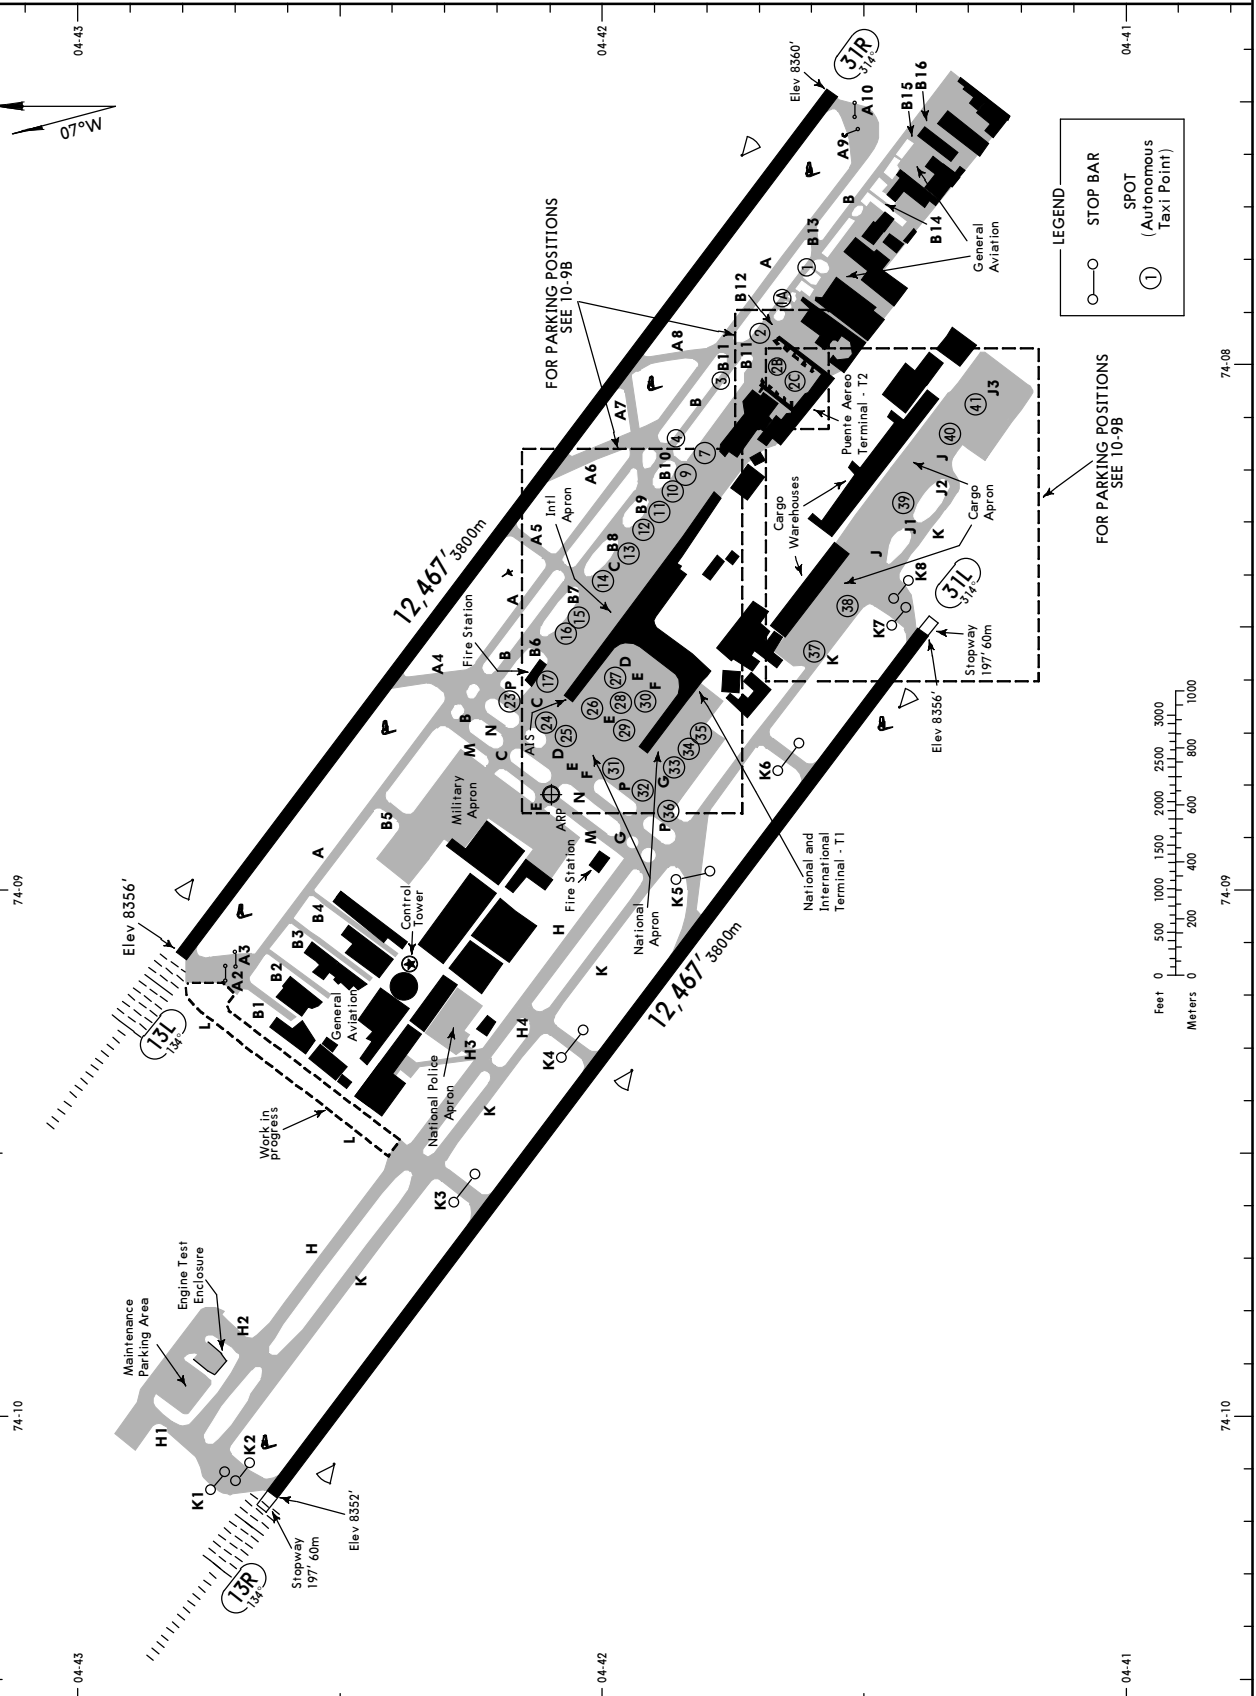 04-43
04-42
04-41
07°W
Elev 8360'
31R
314°
A10
A9
B15
B16
B
B14
B13
General
Aviation
LEGEND
STOP BAR
1
SPOT
(Autonomous
Taxi Point)
FOR PARKING POSITIONS
SEE 10-9B
A
B12
1
1A
2
2B
2C
B11
B11
3
A8
B
A7
4
7
A6
B10
9
10
11
B9
12
B8
13
C
14
B7
15
16
Intl
Apron
A5
A
12,467' 3800m
Fire Station
B6
B
A4
17
P
23
C
24
25
AIS
D
E
F
26
27
28
29
30
D
E
F
E
31
32
33
34
35
36
G
P
P
N
M
G
E
ARP
Puente Aereo
Terminal - T2
Cargo
Warehouses
J3
41
40
J
39
J2
J1
K
Cargo
Apron
J
38
37
K
K8
K7
31L
314°
Stopway
197' 60m
Elev 8356'
FOR PARKING POSITIONS
SEE 10-9B
74-08
74-08
B
N
M
C
Military
Apron
B5
A
Fire Station
National
Apron
National and
International
Terminal - T1
K6
K5
12,467' 3800m
H
K
Control
Tower
B4
B3
B2
B1
General
Aviation
Elev 8356'
A3
A2
L
13L
134°
74-09
74-09
Feet 0 500 1000 1500 2000 2500 3000
Meters 0 200 400 600 800 1000
H4
H3
K4
National Police
Apron
K
Work in
progress
L
K3
H
K
Engine Test
Enclosure
Maintenance
Parking Area
H2
H1
K2
K1
74-10
74-10
13R
134°
Stopway
197' 60m
Elev 8352'
04-43
04-42
04-41